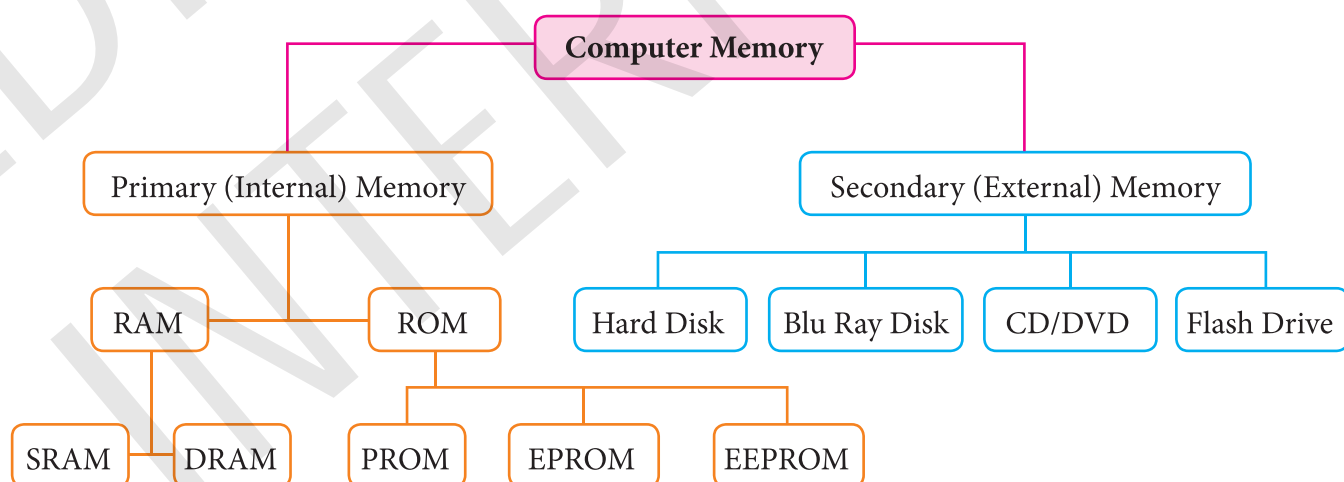 Computer Memory
Primary (Internal) Memory
Secondary (External) Memory
RAM
ROM
Hard Disk
Blu Ray Disk
CD/DVD
Flash Drive
SRAM
DRAM
PROM
EPROM
EEPROM
INTER